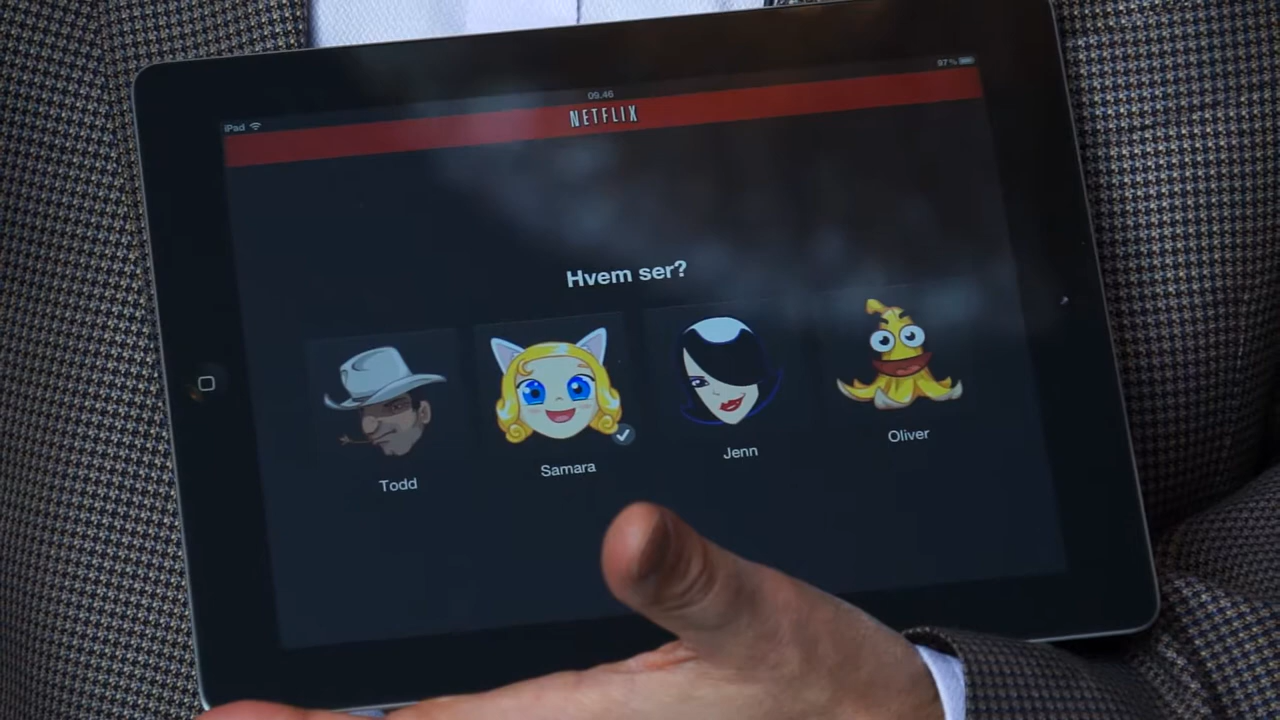 iPad
09.46
97 %
NETFLIX
Hvem ser?
Todd
Samara
Jenn
Oliver